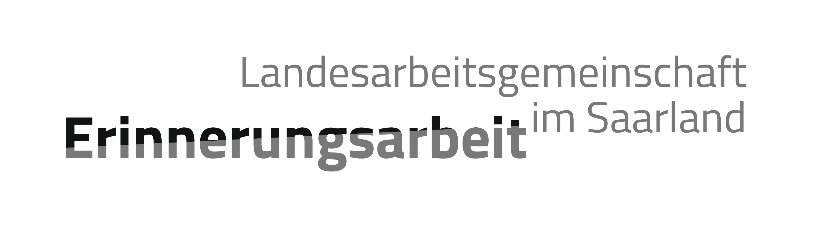 Landesarbeitsgemeinschaft
Erinnerungsarbeit im Saarland